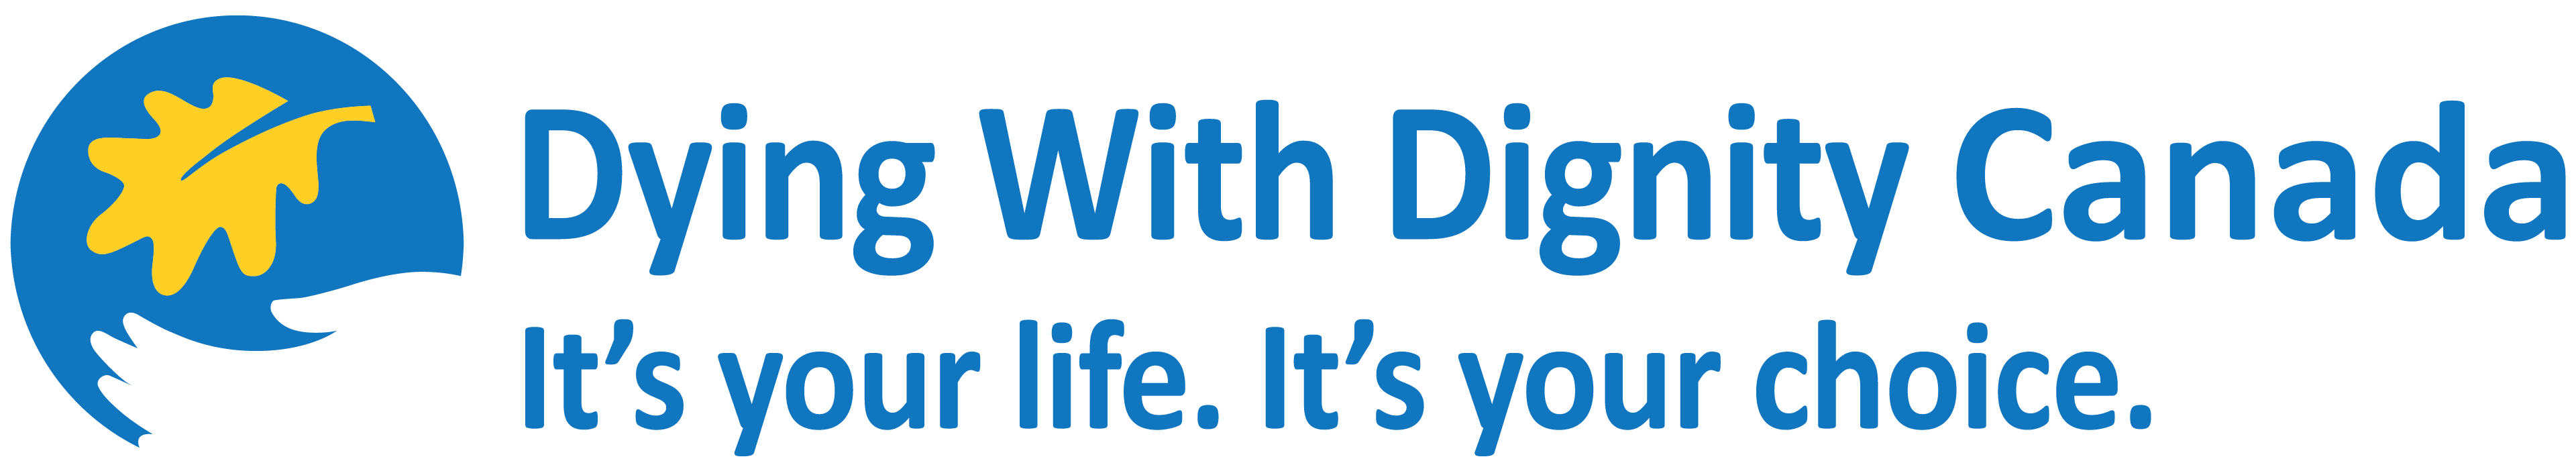 Dying With Dignity Canada
It’s your life. It’s your choice.